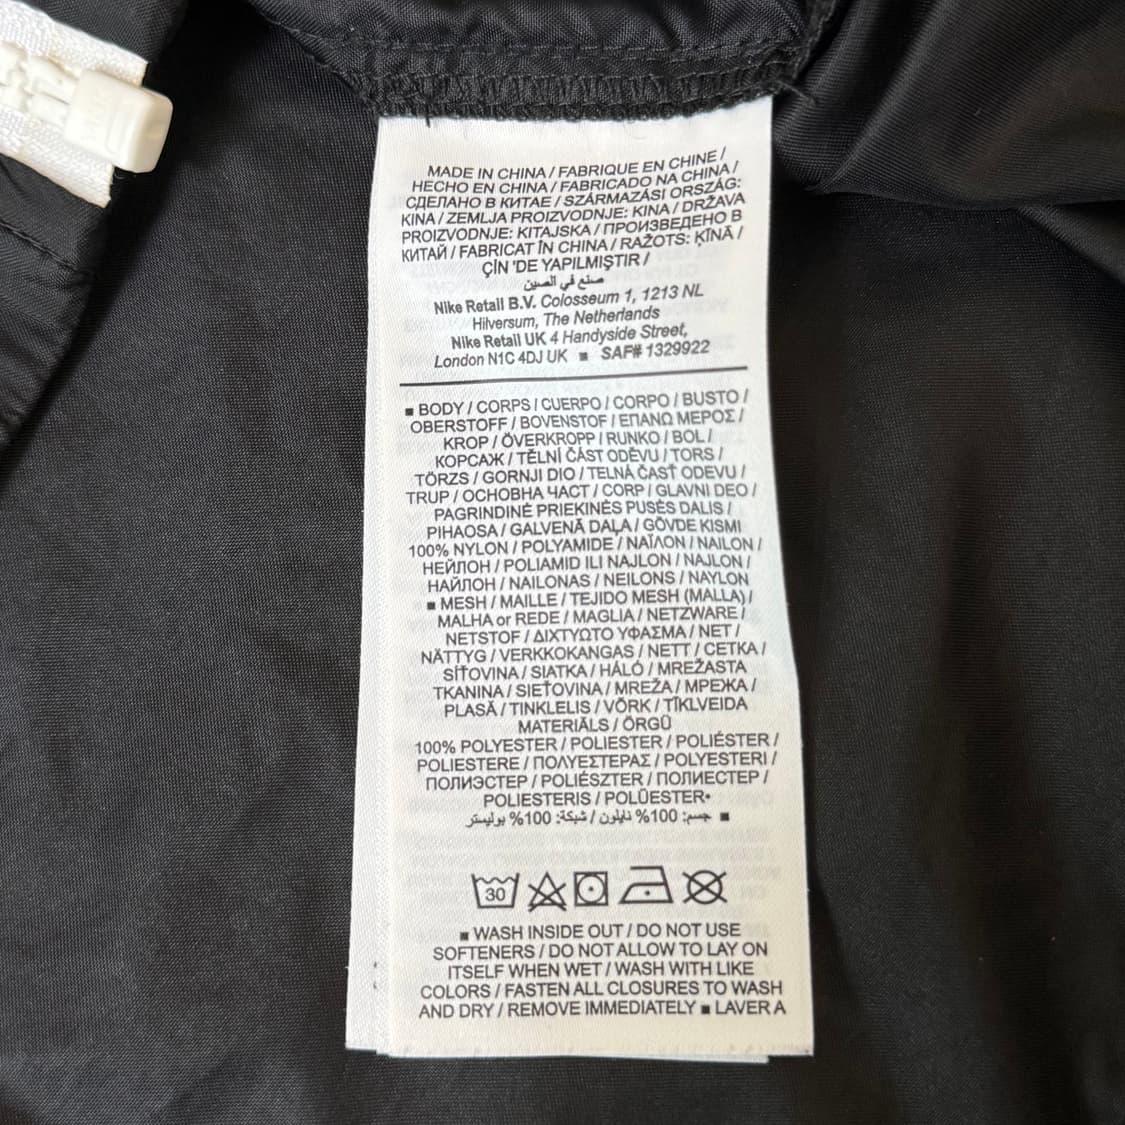 MADE IN CHINA / FABRIQUE EN CHINE /
HECHO EN CHINA / FABRICADO NA CHINA /
СДЕЛАНО В КИТАЕ / SZÁRMAZÁSI ORSZÁG:
KINA / ZEMLJA PROIZVODNJE: KINA / DRŽAVA
PROIZVODNJE: KITAJSKA / ПРОИЗВЕДЕНО В
КИТАЙ / FABRICAT ÎN CHINA / RAŽOTS: ĶĪNĀ /
ÇİN 'DE YAPILMIŞTIR /
صنع في الصين
Nike Retail B.V. Colosseum 1, 1213 NL
Hilversum, The Netherlands
Nike Retail UK 4 Handyside Street,
London N1C 4DJ UK ■ SAF# 1329922
■ BODY / CORPS / CUERPO / CORPO / BUSTO /
OBERSTOFF / BOVENSTOF / ΕΠΑΝΩ ΜΕΡΟΣ /
KROP / ÖVERKROPP / RUNKO / BOL /
КОРСАЖ / TĚLNÍ ČÁST ODĚVU / TORS /
TÖRZS / GORNJI DIO / TELNÁ ČASŤ ODEVU /
TRUP / ОСНОВНА ЧАСТ / CORP / GLAVNI DEO /
PAGRINDINĖ PRIEKINĖS PUSĖS DALIS /
PIHAOSA / GALVENĀ DAĻA / GÖVDE KISMI
100% NYLON / POLYAMIDE / ΝΑΪΛΟΝ / NAILON /
НЕЙЛОН / POLIAMID ILI NAJLON / NAJLON /
НАЙЛОН / NAILONAS / NEILONS / NAYLON
■ MESH / MAILLE / TEJIDO MESH (MALLA) /
MALHA or REDE / MAGLIA / NETZWARE /
NETSTOF / ΔΙΧΤΥΩΤΟ ΥΦΑΣΜΑ / NET /
NÄTTYG / VERKKOKANGAS / NETT / СЕТКА /
SÍŤOVINA / SIATKA / HÁLÓ / MREŽASTA
TKANINA / SIEŤOVINA / MREŽA / МРЕЖА /
PLASĂ / TINKLELIS / VÕRK / TĪKLVEIDA
MATERIĀLS / ÖRGÜ
100% POLYESTER / POLIESTER / POLIÉSTER /
POLIESTERE / ΠΟΛΥΕΣΤΕΡΑΣ / POLYESTERI /
ПОЛИЭСТЕР / POLIÉSZTER / ПОЛИЕСТЕР /
POLIESTERIS / POLÜESTER•
■ جسم: 100% نايلون / شبكة: 100% بوليستر
30
■ WASH INSIDE OUT / DO NOT USE
SOFTENERS / DO NOT ALLOW TO LAY ON
ITSELF WHEN WET / WASH WITH LIKE
COLORS / FASTEN ALL CLOSURES TO WASH
AND DRY / REMOVE IMMEDIATELY ■ LAVER A